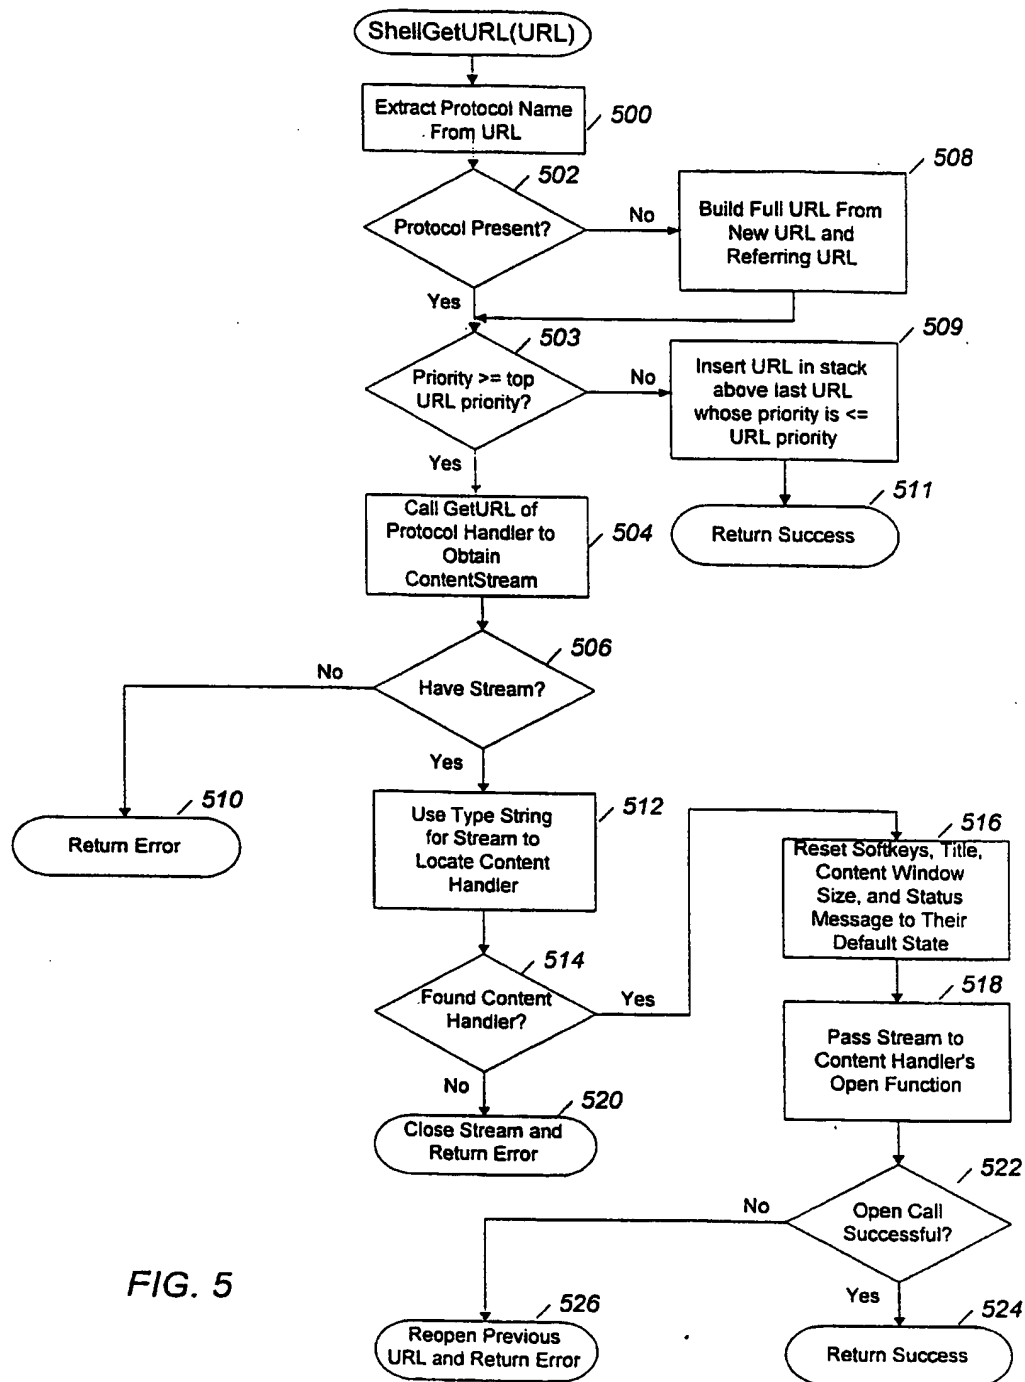 ShellGetURL(URL)
Extract Protocol Name
From URL
500
502
Protocol Present?
No
508
Build Full URL From
New URL and
Referring URL
Yes
503
Priority >= top
URL priority?
No
509
Insert URL in stack
above last URL
whose priority is <=
URL priority
Yes
511
Return Success
Call GetURL of
Protocol Handler to
Obtain
ContentStream
504
506
Have Stream?
No
Yes
510
Return Error
512
Use Type String
for Stream to
Locate Content
Handler
516
Reset Softkeys, Title,
Content Window
Size, and Status
Message to Their
Default State
514
Found Content
Handler?
Yes
No
518
Pass Stream to
Content Handler's
Open Function
520
Close Stream and
Return Error
522
Open Call
Successful?
No
Yes
FIG. 5
526
Reopen Previous
URL and Return Error
524
Return Success